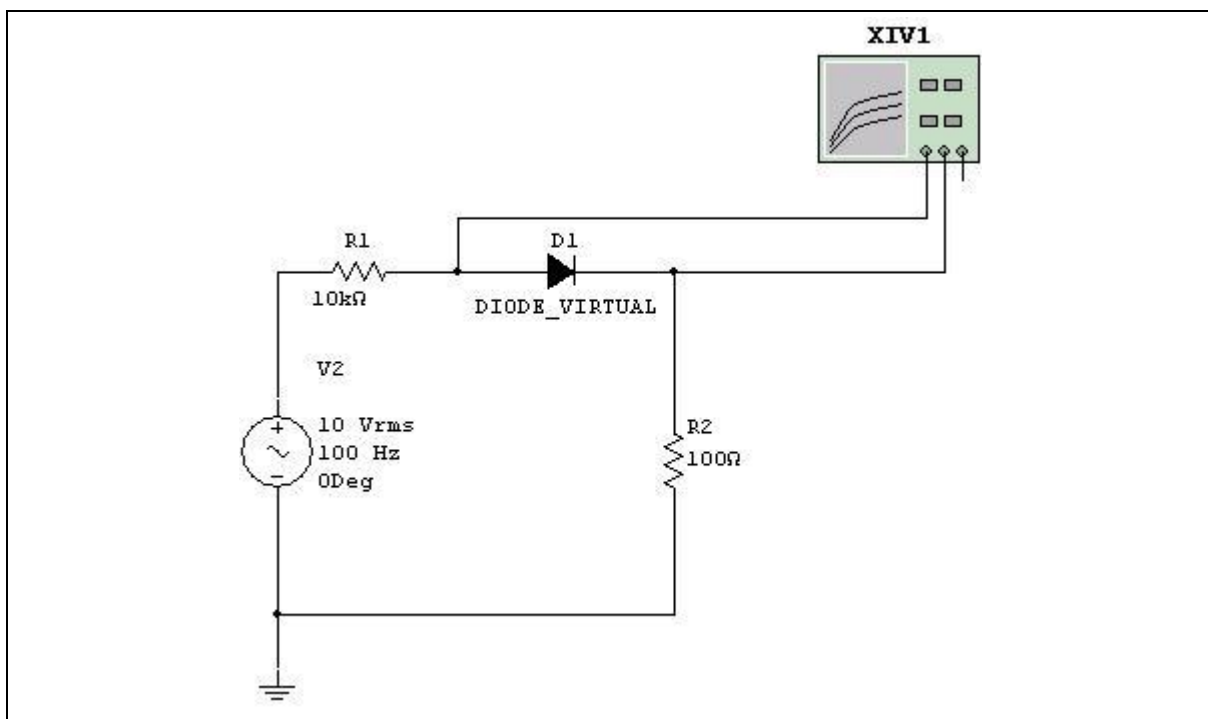 XIV1
R1
10kΩ
D1
DIODE_VIRTUAL
V2
10 Vrms
100 Hz
0Deg
R2
100Ω